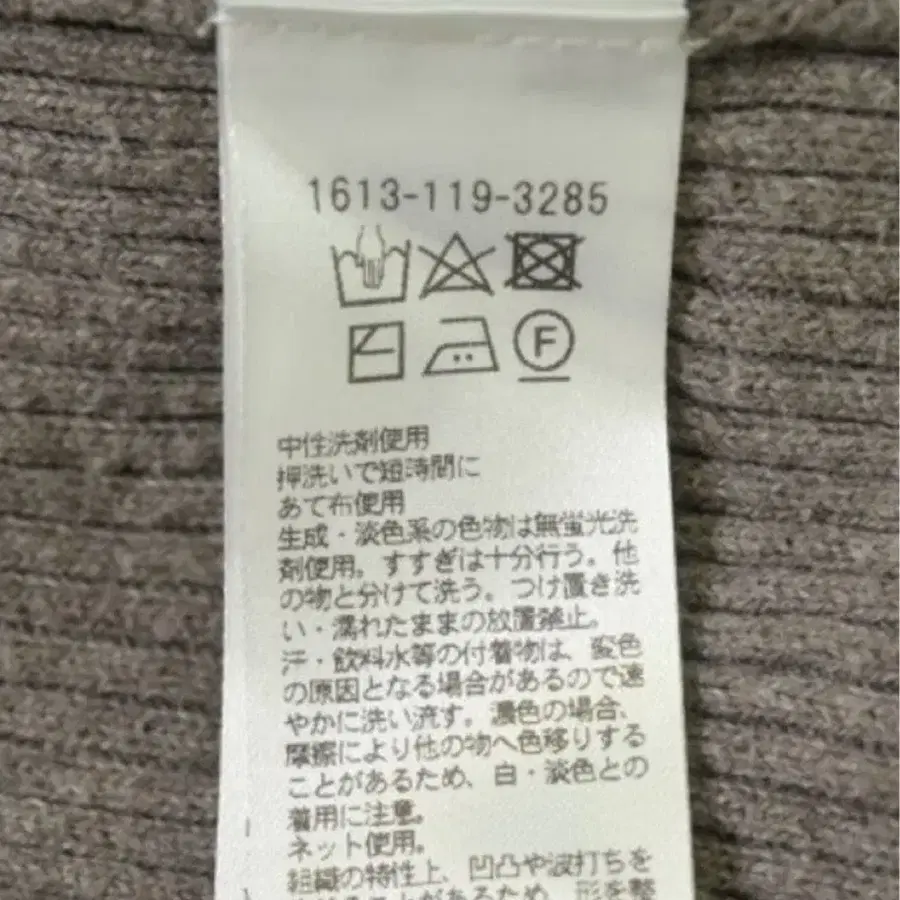 1613-119-3285
F
中性洗剤使用
押洗いで短時間に
あて布使用
生成・淡色系の色物は無蛍光洗
剤使用。すすぎは十分行う。他
の物と分けて洗う。つけ置き洗
い・濡れたままの放置禁止。
汗・飲料水等の付着物は、変色
の原因となる場合があるので速
やかに洗い流す。濃色の場合、
摩擦により他の物へ色移りする
ことがあるため、白・淡色との
着用に注意。
ネット使用。
組織の特性上、凹凸や波打ちを
があるため、形を整